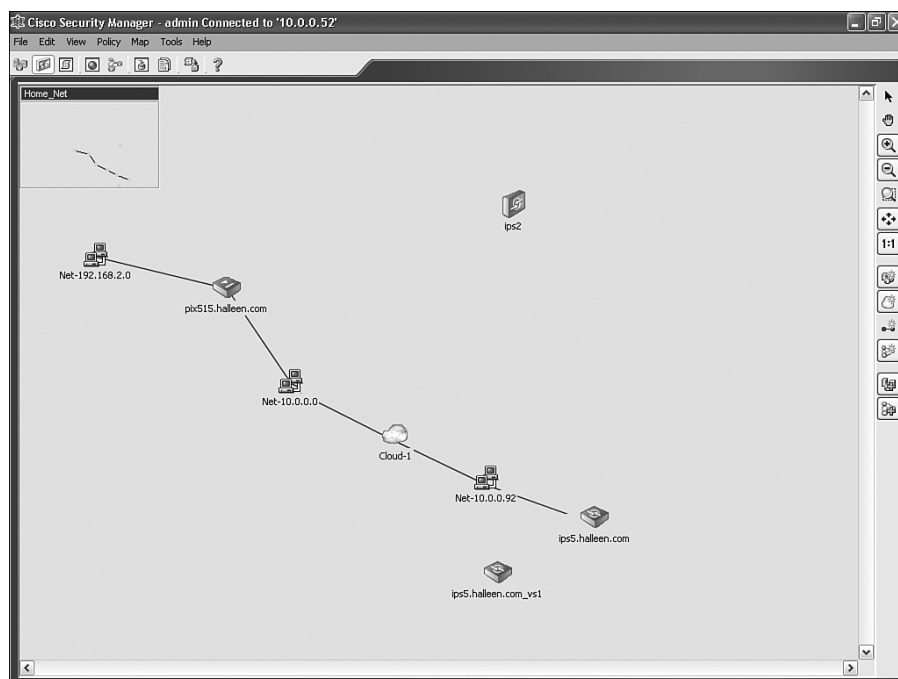 Cisco Security Manager - admin Connected to '10.0.0.52'
File Edit View Policy Map Tools Help
Home_Net
ips2
Net-192.168.2.0
pix515.halleen.com
Net-10.0.0.0
Cloud-1
Net-10.0.0.92
ips5.halleen.com
ips5.halleen.com_vs1
1:1